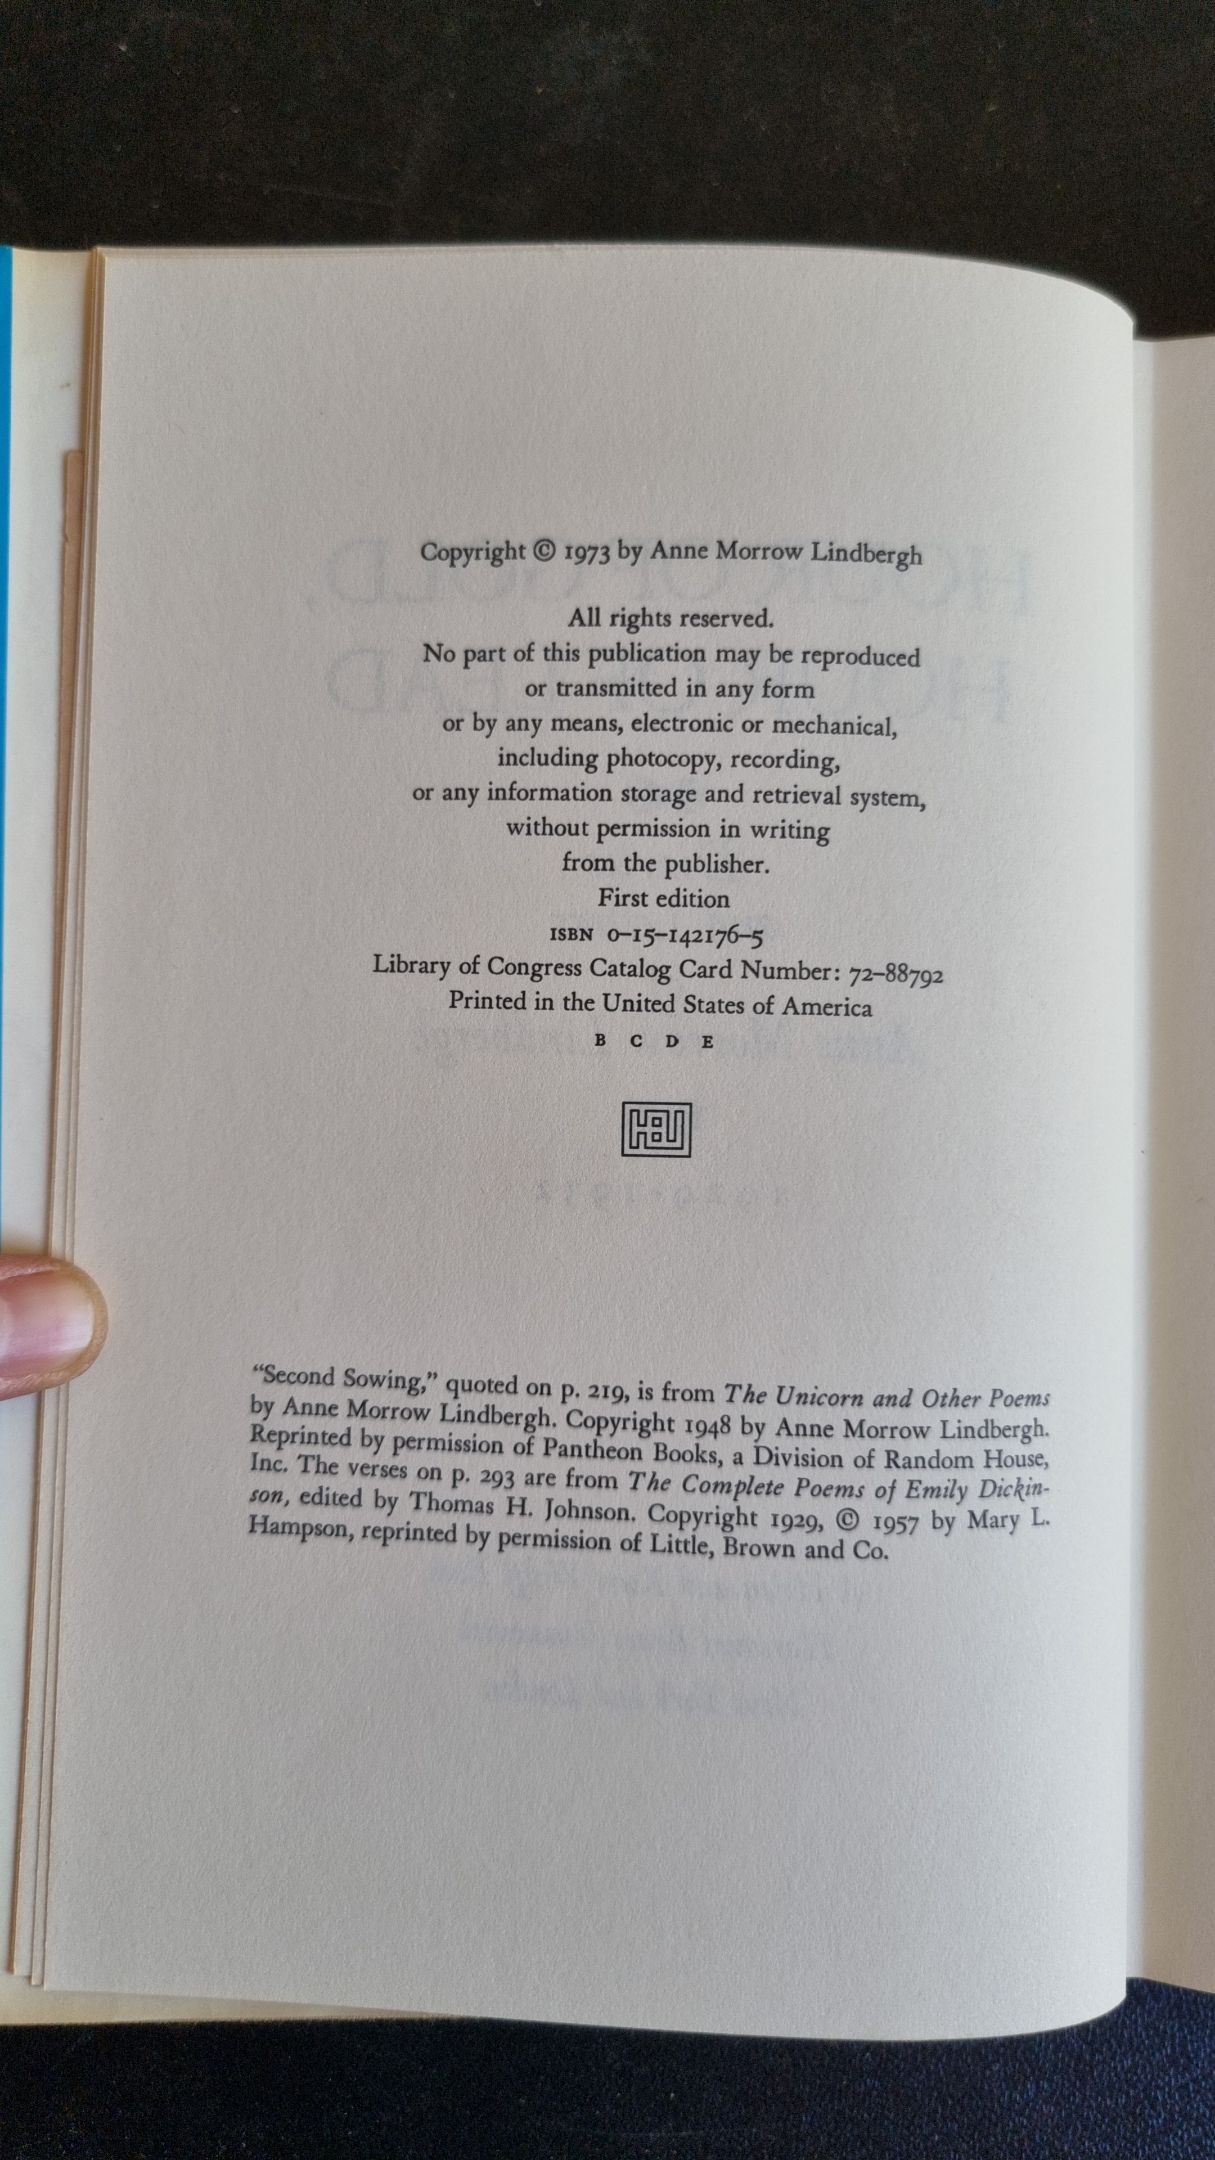 Copyright © 1973 by Anne Morrow Lindbergh
All rights reserved.
No part of this publication may be reproduced
or transmitted in any form
or by any means, electronic or mechanical,
including photocopy, recording,
or any information storage and retrieval system,
without permission in writing
from the publisher.
First edition
ISBN 0–15–142176–5
Library of Congress Catalog Card Number: 72–88792
Printed in the United States of America
B C D E
HBJ
“Second Sowing,” quoted on p. 219, is from The Unicorn and Other Poems
by Anne Morrow Lindbergh. Copyright 1948 by Anne Morrow Lindbergh.
Reprinted by permission of Pantheon Books, a Division of Random House,
Inc. The verses on p. 293 are from The Complete Poems of Emily Dickin-
son, edited by Thomas H. Johnson. Copyright 1929, © 1957 by Mary L.
Hampson, reprinted by permission of Little, Brown and Co.